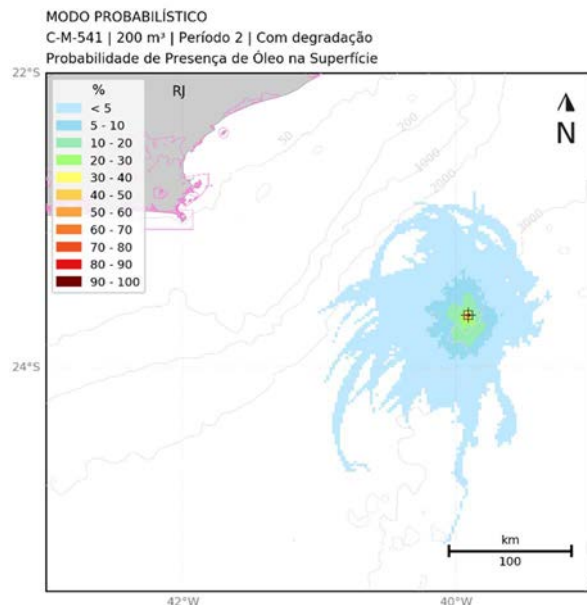 MODO PROBABILÍSTICO
C-M-541 | 200 m³ | Período 2 | Com degradação
Probabilidade de Presença de Óleo na Superfície
22°S
%
< 5
5 - 10
10 - 20
20 - 30
30 - 40
40 - 50
50 - 60
60 - 70
70 - 80
80 - 90
90 - 100
RJ
N
50
200
1000
2000
3000
24°S
km
100
42°W
40°W